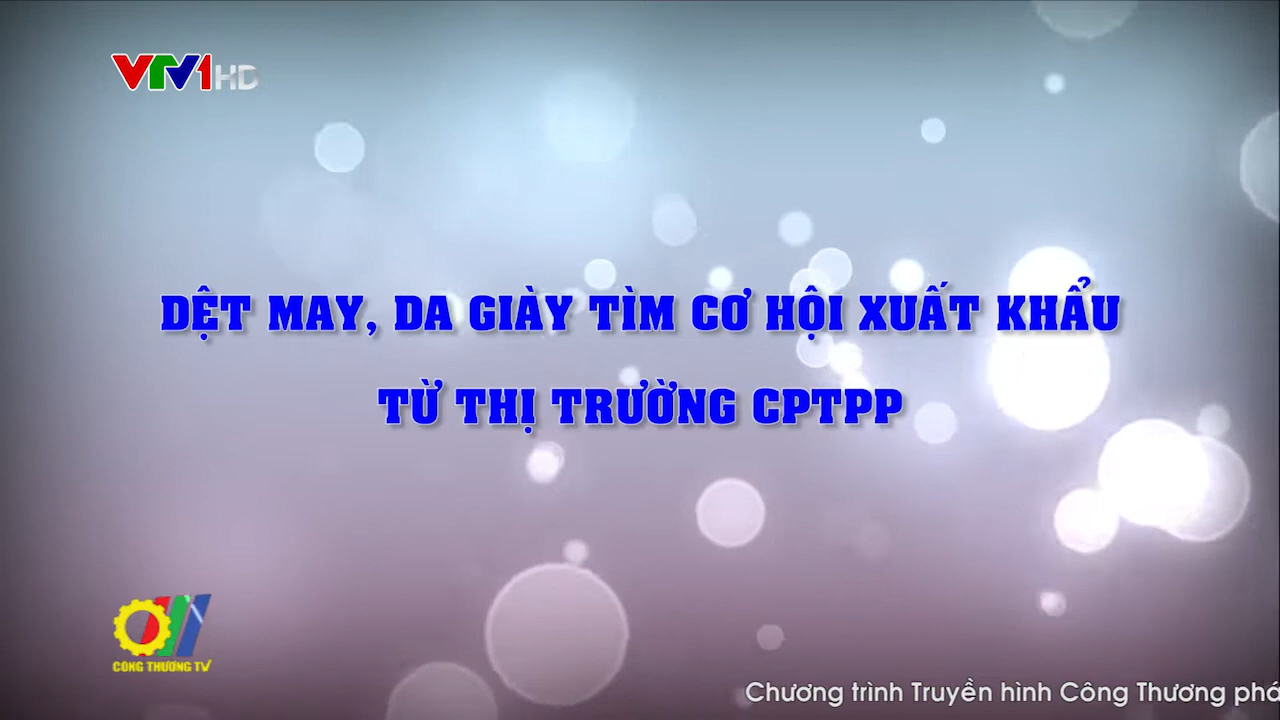 VTV1HD
DỆT MAY, DA GIÀY TÌM CƠ HỘI XUẤT KHẨU
TỪ THỊ TRƯỜNG CPTPP
CÔNG THƯƠNG TV
Chương trình Truyền hình Công Thương phá